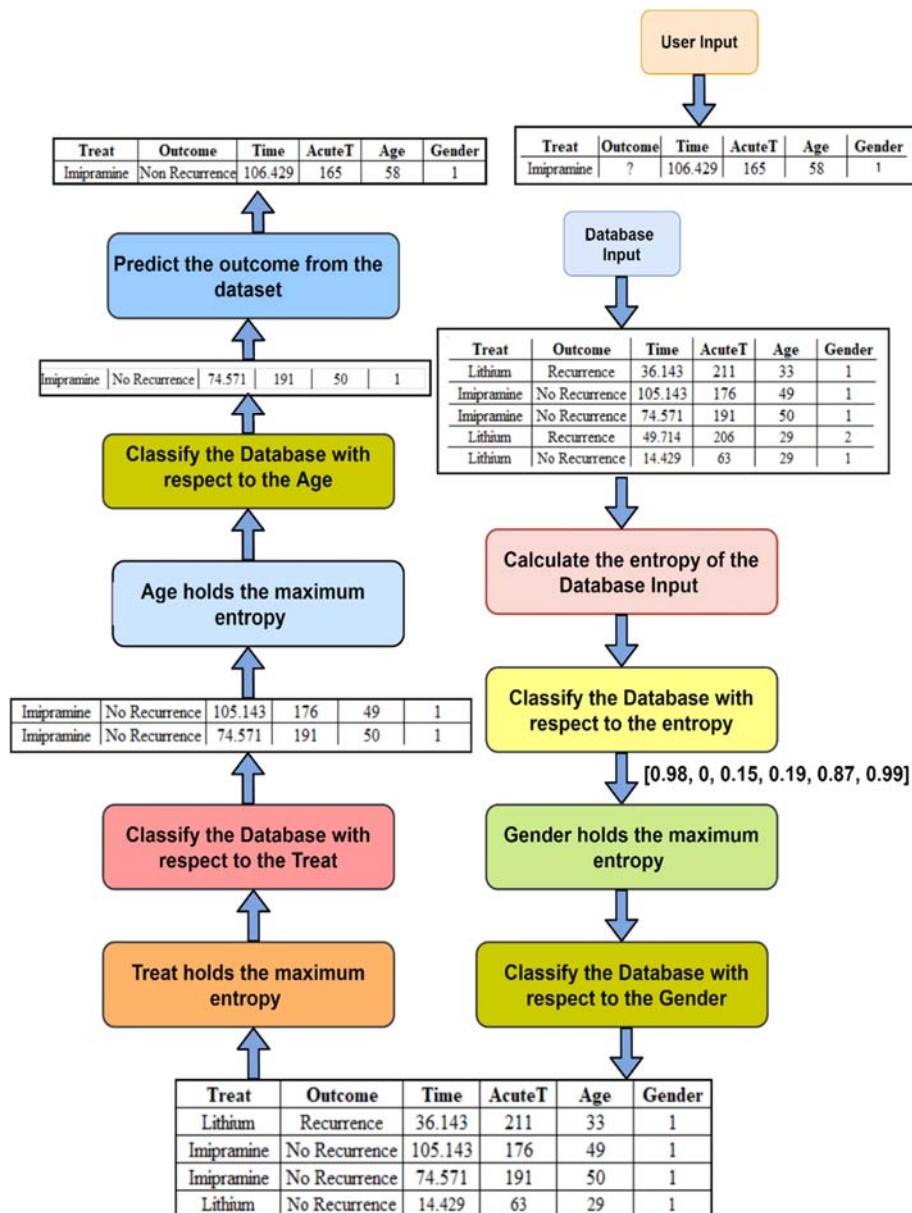 User Input
Treat Outcome Time AcuteT Age Gender
Imipramine ? 106.429 165 58 1
Database
Input
Treat Outcome Time AcuteT Age Gender
Lithium Recurrence 36.143 211 33 1
Imipramine No Recurrence 105.143 176 49 1
Imipramine No Recurrence 74.571 191 50 1
Lithium Recurrence 49.714 206 29 2
Lithium No Recurrence 14.429 63 29 1
Calculate the entropy of the
Database Input
Classify the Database with
respect to the entropy
[0.98, 0, 0.15, 0.19, 0.87, 0.99]
Gender holds the maximum
entropy
Classify the Database with
respect to the Gender
Treat Outcome Time AcuteT Age Gender
Lithium Recurrence 36.143 211 33 1
Imipramine No Recurrence 105.143 176 49 1
Imipramine No Recurrence 74.571 191 50 1
Lithium No Recurrence 14.429 63 29 1
Treat holds the maximum
entropy
Classify the Database with
respect to the Treat
Imipramine No Recurrence 105.143 176 49 1
Imipramine No Recurrence 74.571 191 50 1
Age holds the maximum
entropy
Classify the Database with
respect to the Age
Imipramine No Recurrence 74.571 191 50 1
Predict the outcome from the
dataset
Treat Outcome Time AcuteT Age Gender
Imipramine Non Recurrence 106.429 165 58 1